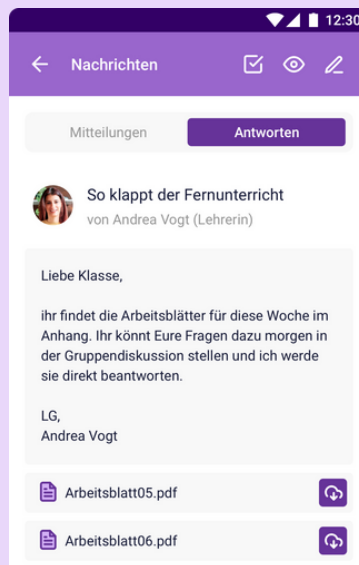 12:30
Nachrichten
Mitteilungen
Antworten
So klappt der Fernunterricht
von Andrea Vogt (Lehrerin)
Liebe Klasse,
ihr findet die Arbeitsblätter für diese Woche im
Anhang. Ihr könnt Eure Fragen dazu morgen in
der Gruppendiskussion stellen und ich werde
sie direkt beantworten.
LG,
Andrea Vogt
Arbeitsblatt05.pdf
Arbeitsblatt06.pdf